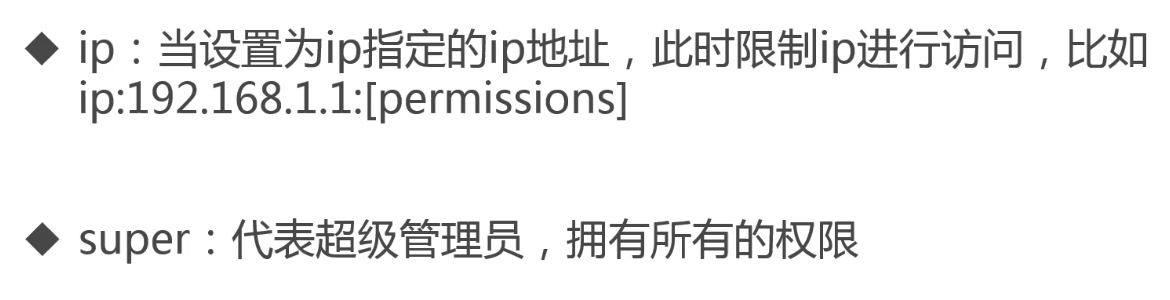 ◆ ip：当设置为ip指定的ip地址，此时限制ip进行访问，比如
ip:192.168.1.1:[permissions]
◆ super：代表超级管理员，拥有所有的权限